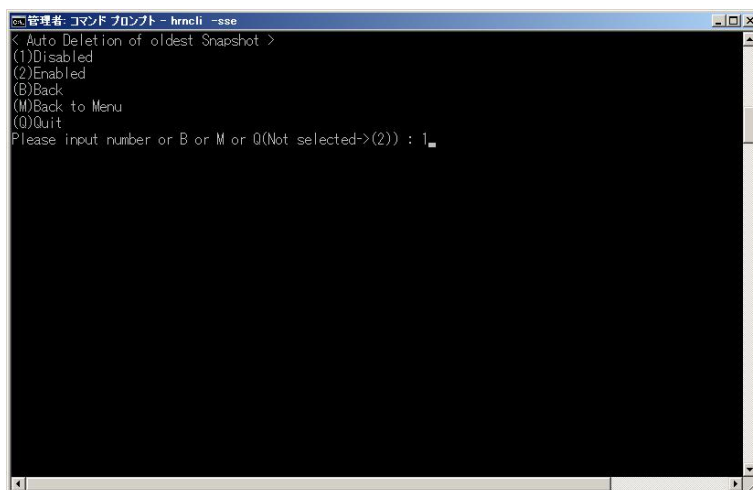 管理者: コマンド プロンプト - hrncli -sse
< Auto Deletion of oldest Snapshot >
(1)Disabled
(2)Enabled
(B)Back
(M)Back to Menu
(Q)Quit
Please input number or B or M or Q(Not selected->(2)) : 1